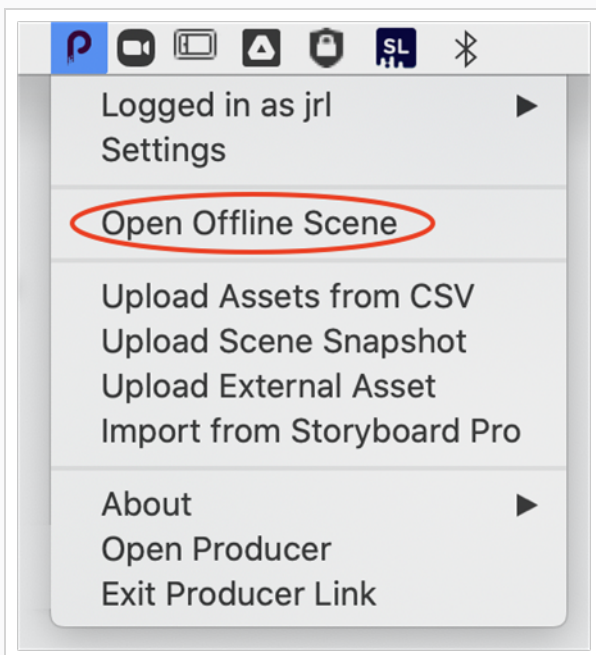 SL
Logged in as jrl
Settings
Open Offline Scene
Upload Assets from CSV
Upload Scene Snapshot
Upload External Asset
Import from Storyboard Pro
About
Open Producer
Exit Producer Link